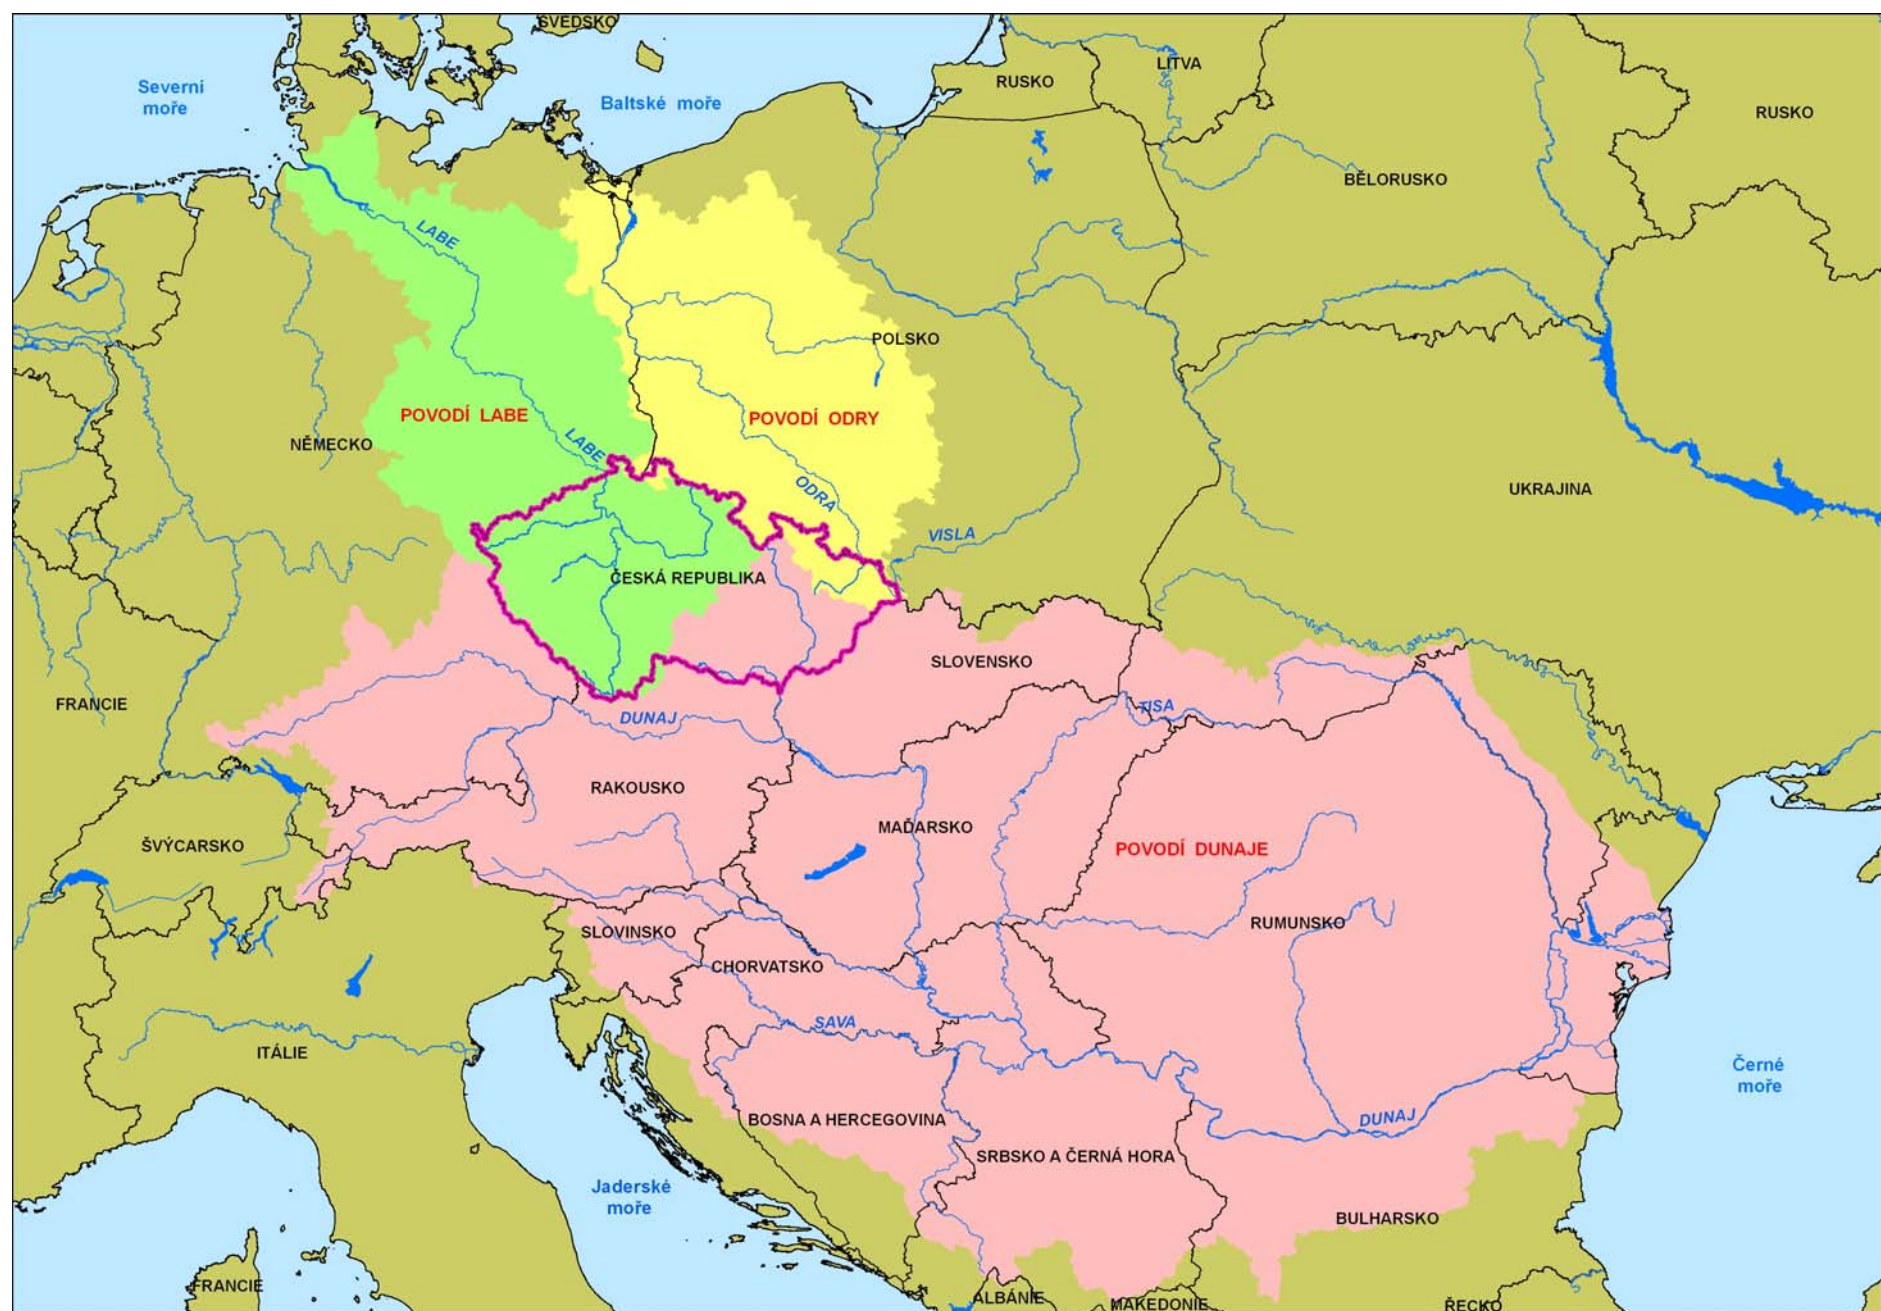 ŠVÉDSKO
LITVA
RUSKO
Severní
moře
Baltské moře
RUSKO
BĚLORUSKO
LABE
POLSKO
POVODÍ LABE
POVODÍ ODRY
NĚMECKO
LABE
ODRA
UKRAJINA
VISLA
ČESKÁ REPUBLIKA
SLOVENSKO
FRANCIE
DUNAJ
TISA
RAKOUSKO
MAĎARSKO
ŠVÝCARSKO
POVODÍ DUNAJE
SLOVINSKO
RUMUNSKO
CHORVATSKO
SAVA
ITÁLIE
Černé
moře
BOSNA A HERCEGOVINA
DUNAJ
SRBSKO A ČERNÁ HORA
Jaderské
moře
BULHARSKO
FRANCIE
ALBÁNIE
MAKEDONIE
ŘECKO